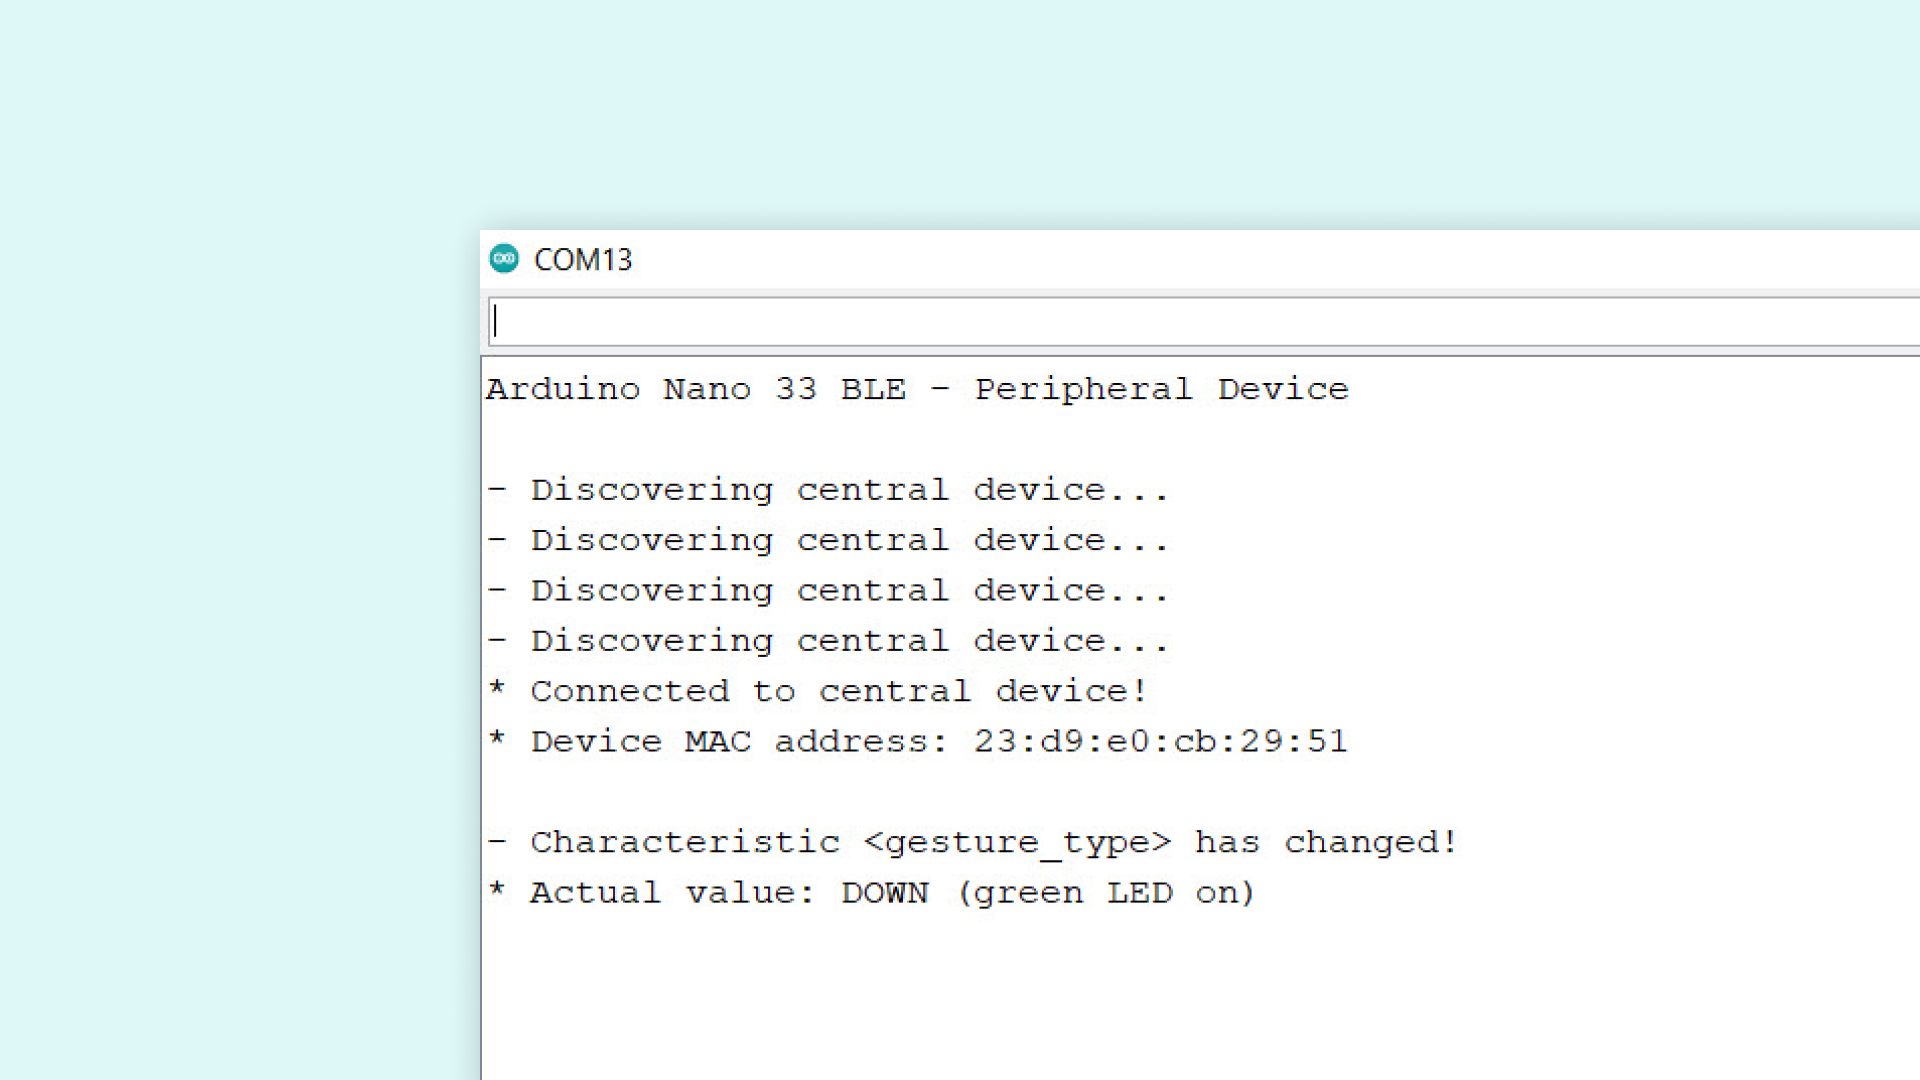 COM13
Arduino Nano 33 BLE - Peripheral Device
- Discovering central device...
- Discovering central device...
- Discovering central device...
- Discovering central device...
* Connected to central device!
* Device MAC address: 23:d9:e0:cb:29:51
- Characteristic <gesture_type> has changed!
* Actual value: DOWN (green LED on)